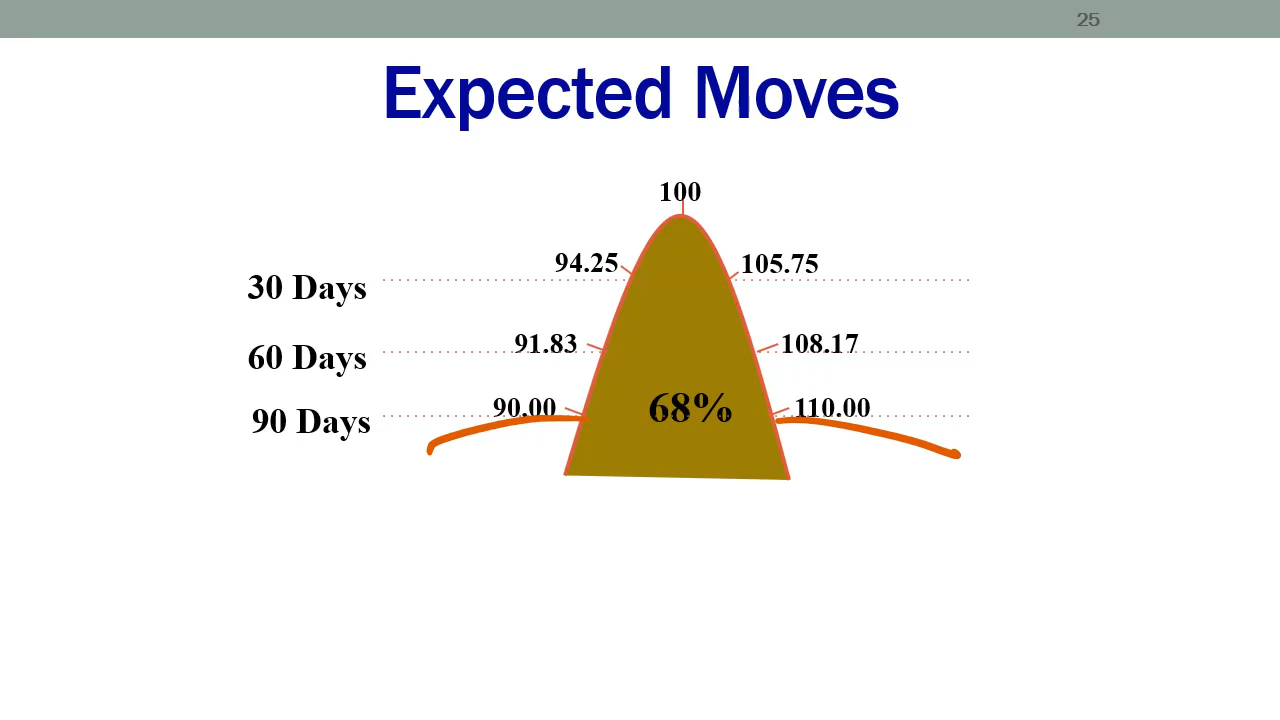 25
Expected Moves
100
94.25 105.75
30 Days
91.83 108.17
60 Days
90.00 68% 110.00
90 Days